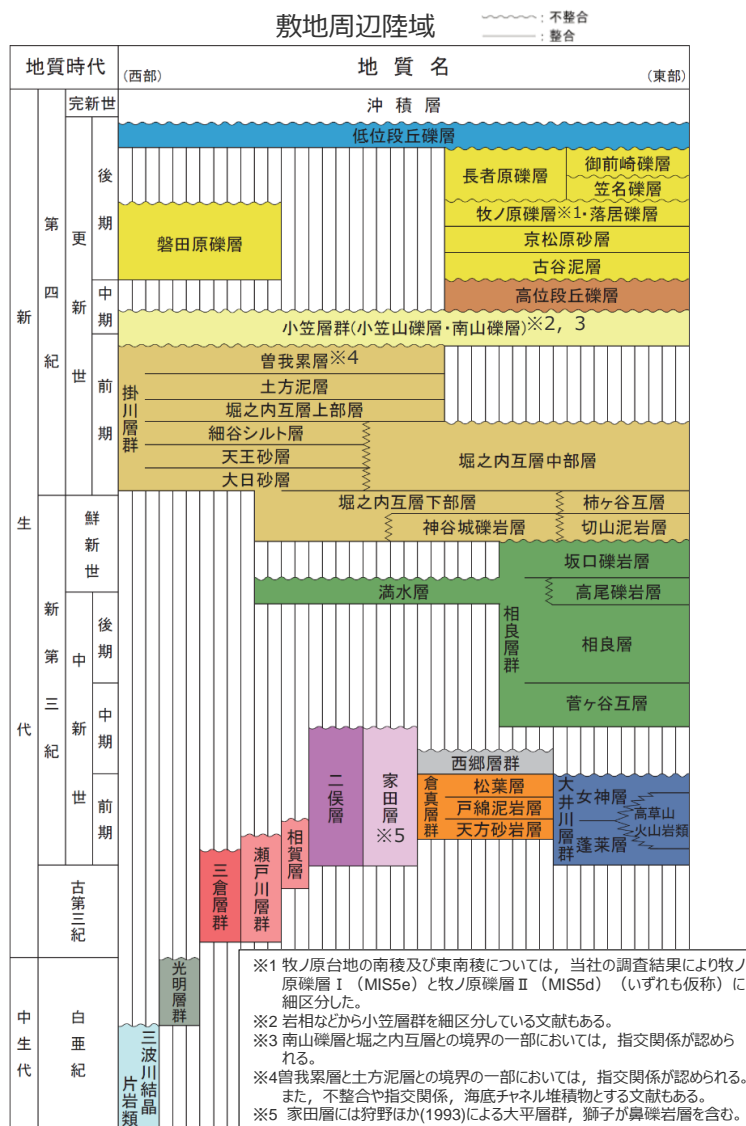 敷地周辺陸域
：不整合
：整合
地質時代
(西部)
地質名
(東部)
新生代
第四紀
完新世
沖積層
更新世
後期
中期
前期
低位段丘礫層
長者原礫層
御前崎礫層
笠名礫層
牧ノ原礫層※1・落居礫層
磐田原礫層
京松原砂層
古谷泥層
高位段丘礫層
小笠層群(小笠山礫層・南山礫層)※2，3
掛川層群
曽我累層※4
土方泥層
堀之内互層上部層
細谷シルト層
天王砂層
大日砂層
堀之内互層中部層
新第三紀
鮮新世
堀之内互層下部層
柿ヶ谷互層
神谷城礫岩層
切山泥岩層
坂口礫岩層
満水層
高尾礫岩層
相良層群
相良層
菅ヶ谷互層
中新世
後期
中期
前期
二俣層
家田層※5
西郷層群
倉真層群
松葉層
戸綿泥岩層
天方砂岩層
大井川層群
女神層
高草山
火山岩類
蓬莱層
古第三紀
三倉層群
瀬戸川層群
相賀層
中生代
白亜紀
光明層群
三波川結晶
片岩類
※1 牧ノ原台地の南稜及び東南稜については，当社の調査結果により牧ノ
原礫層Ⅰ（MIS5e）と牧ノ原礫層Ⅱ（MIS5d）（いずれも仮称）に
細区分した。
※2 岩相などから小笠層群を細区分している文献もある。
※3 南山礫層と堀之内互層との境界の一部においては，指交関係が認めら
れる。
※4曽我累層と土方泥層との境界の一部においては，指交関係が認められる。
また，不整合や指交関係，海底チャネル堆積物とする文献もある。
※5 家田層には狩野ほか(1993)による大平層群，獅子が鼻礫岩層を含む。